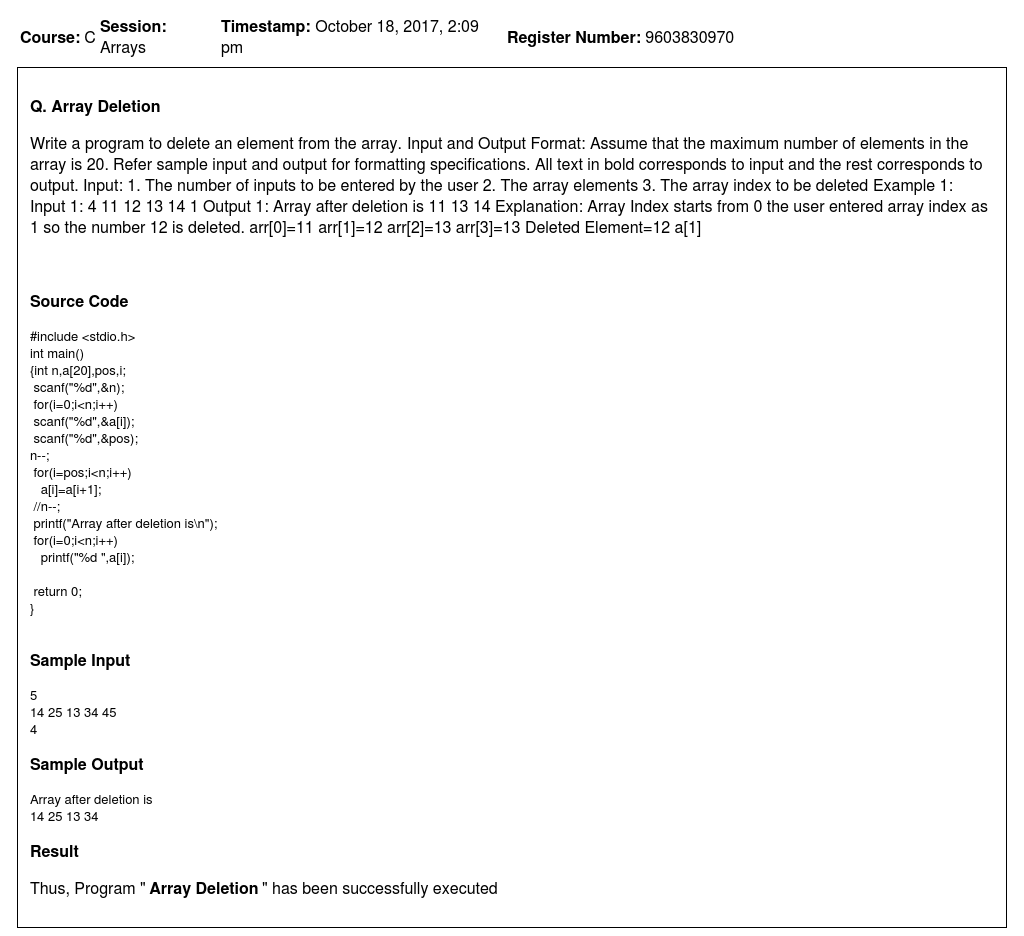 Course: C Session: Arrays Timestamp: October 18, 2017, 2:09 pm Register Number: 9603830970
Q. Array Deletion
Write a program to delete an element from the array. Input and Output Format: Assume that the maximum number of elements in the
array is 20. Refer sample input and output for formatting specifications. All text in bold corresponds to input and the rest corresponds to
output. Input: 1. The number of inputs to be entered by the user 2. The array elements 3. The array index to be deleted Example 1:
Input 1: 4 11 12 13 14 1 Output 1: Array after deletion is 11 13 14 Explanation: Array Index starts from 0 the user entered array index as
1 so the number 12 is deleted. arr[0]=11 arr[1]=12 arr[2]=13 arr[3]=13 Deleted Element=12 a[1]
Source Code
#include <stdio.h>
int main()
{int n,a[20],pos,i;
scanf("%d",&n);
for(i=0;i<n;i++)
scanf("%d",&a[i]);
scanf("%d",&pos);
n--;
for(i=pos;i<n;i++)
a[i]=a[i+1];
//n--;
printf("Array after deletion is\n");
for(i=0;i<n;i++)
printf("%d ",a[i]);
return 0;
}
Sample Input
5
14 25 13 34 45
4
Sample Output
Array after deletion is
14 25 13 34
Result
Thus, Program " Array Deletion " has been successfully executed